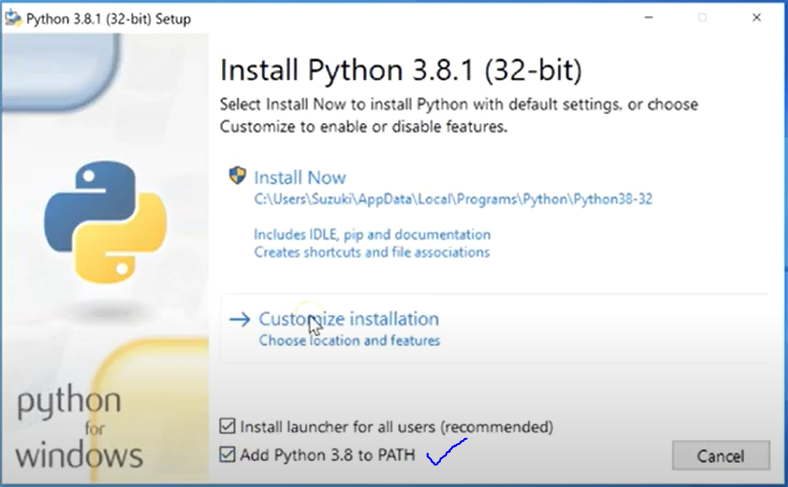 Python 3.8.1 (32-bit) Setup
Install Python 3.8.1 (32-bit)
Select Install Now to install Python with default settings, or choose
Customize to enable or disable features.
Install Now
C:\Users\Suzuki\AppData\Local\Programs\Python\Python38-32
Includes IDLE, pip and documentation
Creates shortcuts and file associations
Customize installation
Choose location and features
python
for
windows
Install launcher for all users (recommended)
Add Python 3.8 to PATH
Cancel